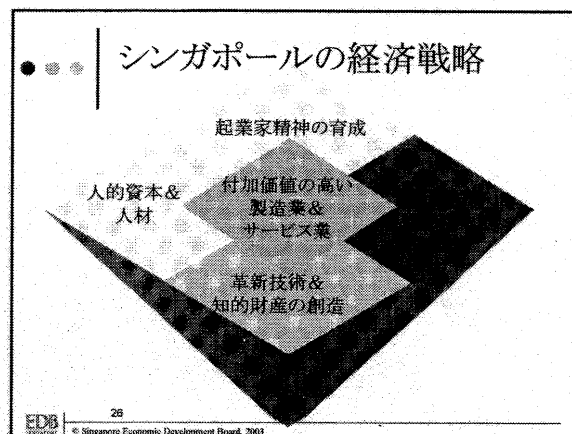 シンガポールの経済戦略
起業家精神の育成
人的資本&
人材
付加価値の高い
製造業&
サービス業
革新技術&
知的財産の創造
26
EDB
© Singapore Economic Development Board, 2003